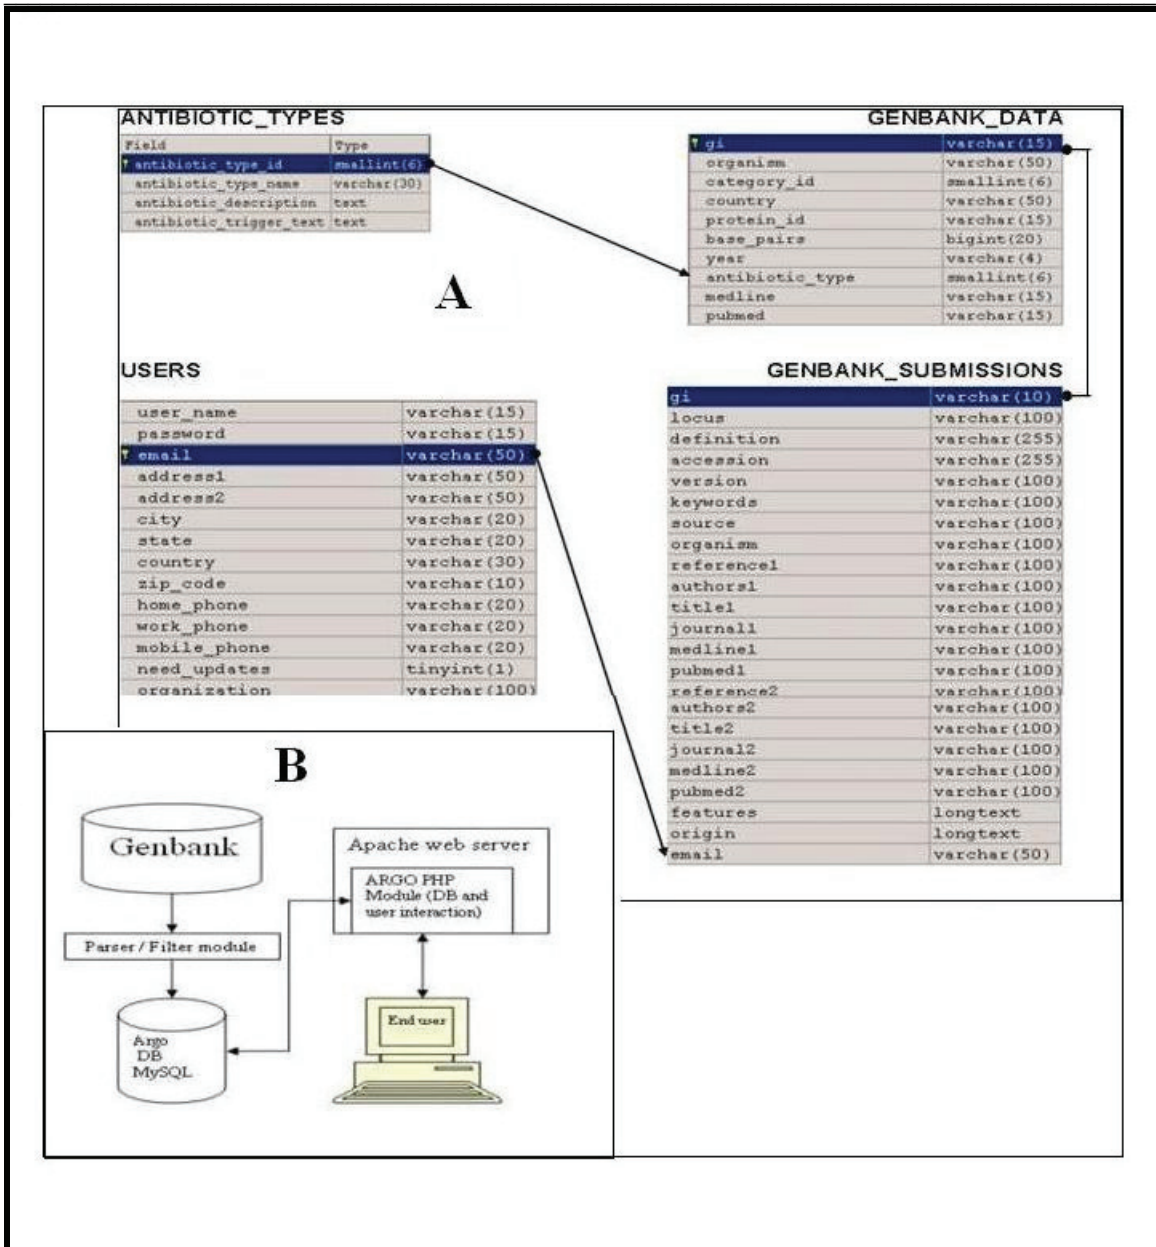 ANTIBIOTIC_TYPES
Field Type
antibiotic_type_id smallint(6)
antibiotic_type_name varchar(30)
antibiotic_description text
antibiotic_trigger_text text
GENBANK_DATA
gi varchar(15)
organism varchar(50)
category_id smallint(6)
country varchar(50)
protein_id varchar(15)
base_pairs bigint(20)
year varchar(4)
antibiotic_type smallint(6)
medline varchar(15)
pubmed varchar(15)
A
USERS
user_name varchar(15)
password varchar(15)
email varchar(50)
address1 varchar(50)
address2 varchar(50)
city varchar(20)
state varchar(20)
country varchar(30)
zip_code varchar(10)
home_phone varchar(20)
work_phone varchar(20)
mobile_phone varchar(20)
need_updates tinyint(1)
organization varchar(100)
GENBANK_SUBMISSIONS
gi varchar(10)
locus varchar(100)
definition varchar(255)
accession varchar(255)
version varchar(100)
keywords varchar(100)
source varchar(100)
organism varchar(100)
reference1 varchar(100)
authors1 varchar(100)
title1 varchar(100)
journal1 varchar(100)
medline1 varchar(100)
pubmed1 varchar(100)
reference2 varchar(100)
authors2 varchar(100)
title2 varchar(100)
journal2 varchar(100)
medline2 varchar(100)
pubmed2 varchar(100)
features longtext
origin longtext
email varchar(50)
B
Genbank
Parser / Filter module
Argo
DB
MySQL
Apache web server
ARGO PHP
Module (DB and
user interaction)
End user